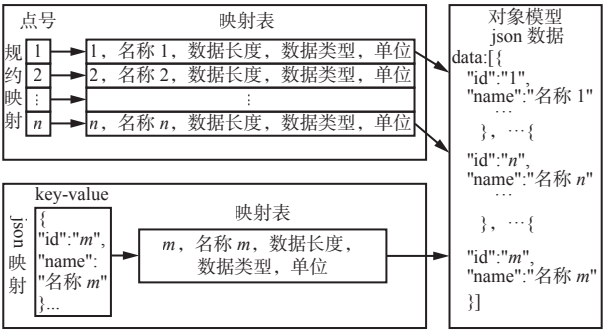 点号
映射表
规约映射
1
1，名称 1，数据长度，数据类型，单位
2
2，名称 2，数据长度，数据类型，单位
⋮
⋮
n
n，名称 n，数据长度，数据类型，单位
key-value
映射表
json 映射
{
"id":"m",
"name":
"名称 m"
}...
m，名称 m，数据长度，
数据类型，单位
对象模型
json 数据
data:[{
"id":"1",
"name":"名称 1"
…
}，…{
"id":"n",
"name":"名称 n"
…
}，…{
"id":"m",
"name":"名称 m"
}]